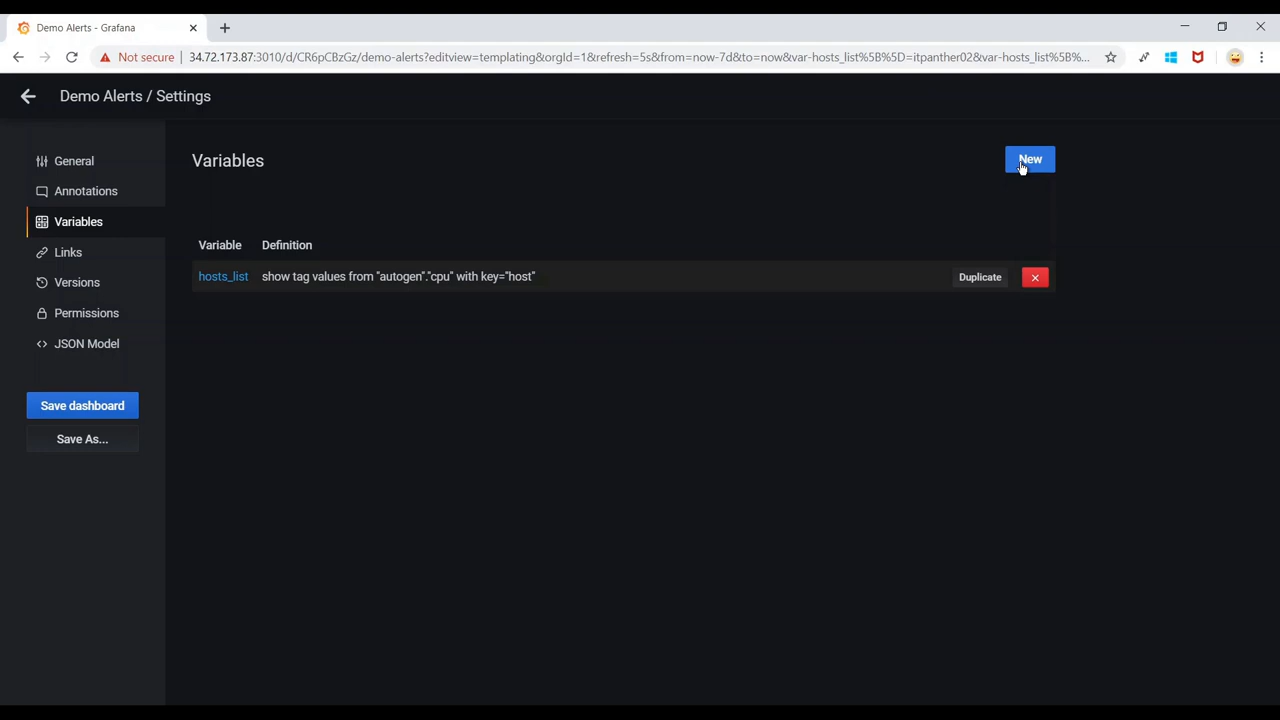 Demo Alerts - Grafana
Not secure
34.72.173.87:3010/d/CR6pCBzGz/demo-alerts?editview=templating&orgId=1&refresh=5s&from=now-7d&to=now&var-hosts_list%5B%5D=itpanther02&var-hosts_list%5B%...
Demo Alerts / Settings
General
Annotations
Variables
Links
Versions
Permissions
JSON Model
Save dashboard
Save As...
Variables
New
Variable Definition
hosts_list show tag values from "autogen"."cpu" with key="host" Duplicate